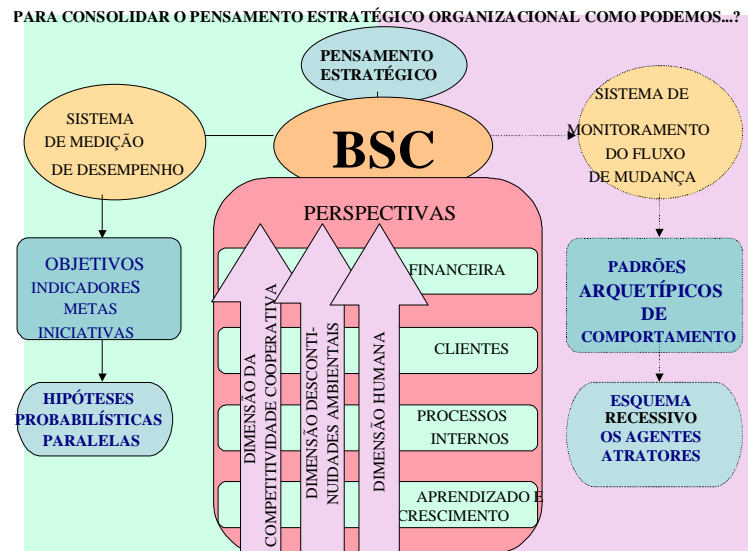 PARA CONSOLIDAR O PENSAMENTO ESTRATÉGICO ORGANIZACIONAL COMO PODEMOS...?
PENSAMENTO
ESTRATÉGICO
BSC
SISTEMA
DE MEDIÇÃO
DE DESEMPENHO
OBJETIVOS
INDICADORES
METAS
INICIATIVAS
HIPÓTESES
PROBABILÍSTICAS
PARALELAS
PERSPECTIVAS
FINANCEIRA
CLIENTES
PROCESSOS
INTERNOS
APRENDIZADO E
CRESCIMENTO
DIMENSÃO DA
COMPETITIVIDADE COOPERATIVA
DIMENSÃO DESCONTI-
NUIDADES AMBIENTAIS
DIMENSÃO HUMANA
SISTEMA DE
MONITORAMENTO
DO FLUXO
DE MUDANÇA
PADRÕES
ARQUETÍPICOS
DE
COMPORTAMENTO
ESQUEMA
RECESSIVO
OS AGENTES
ATRATORES